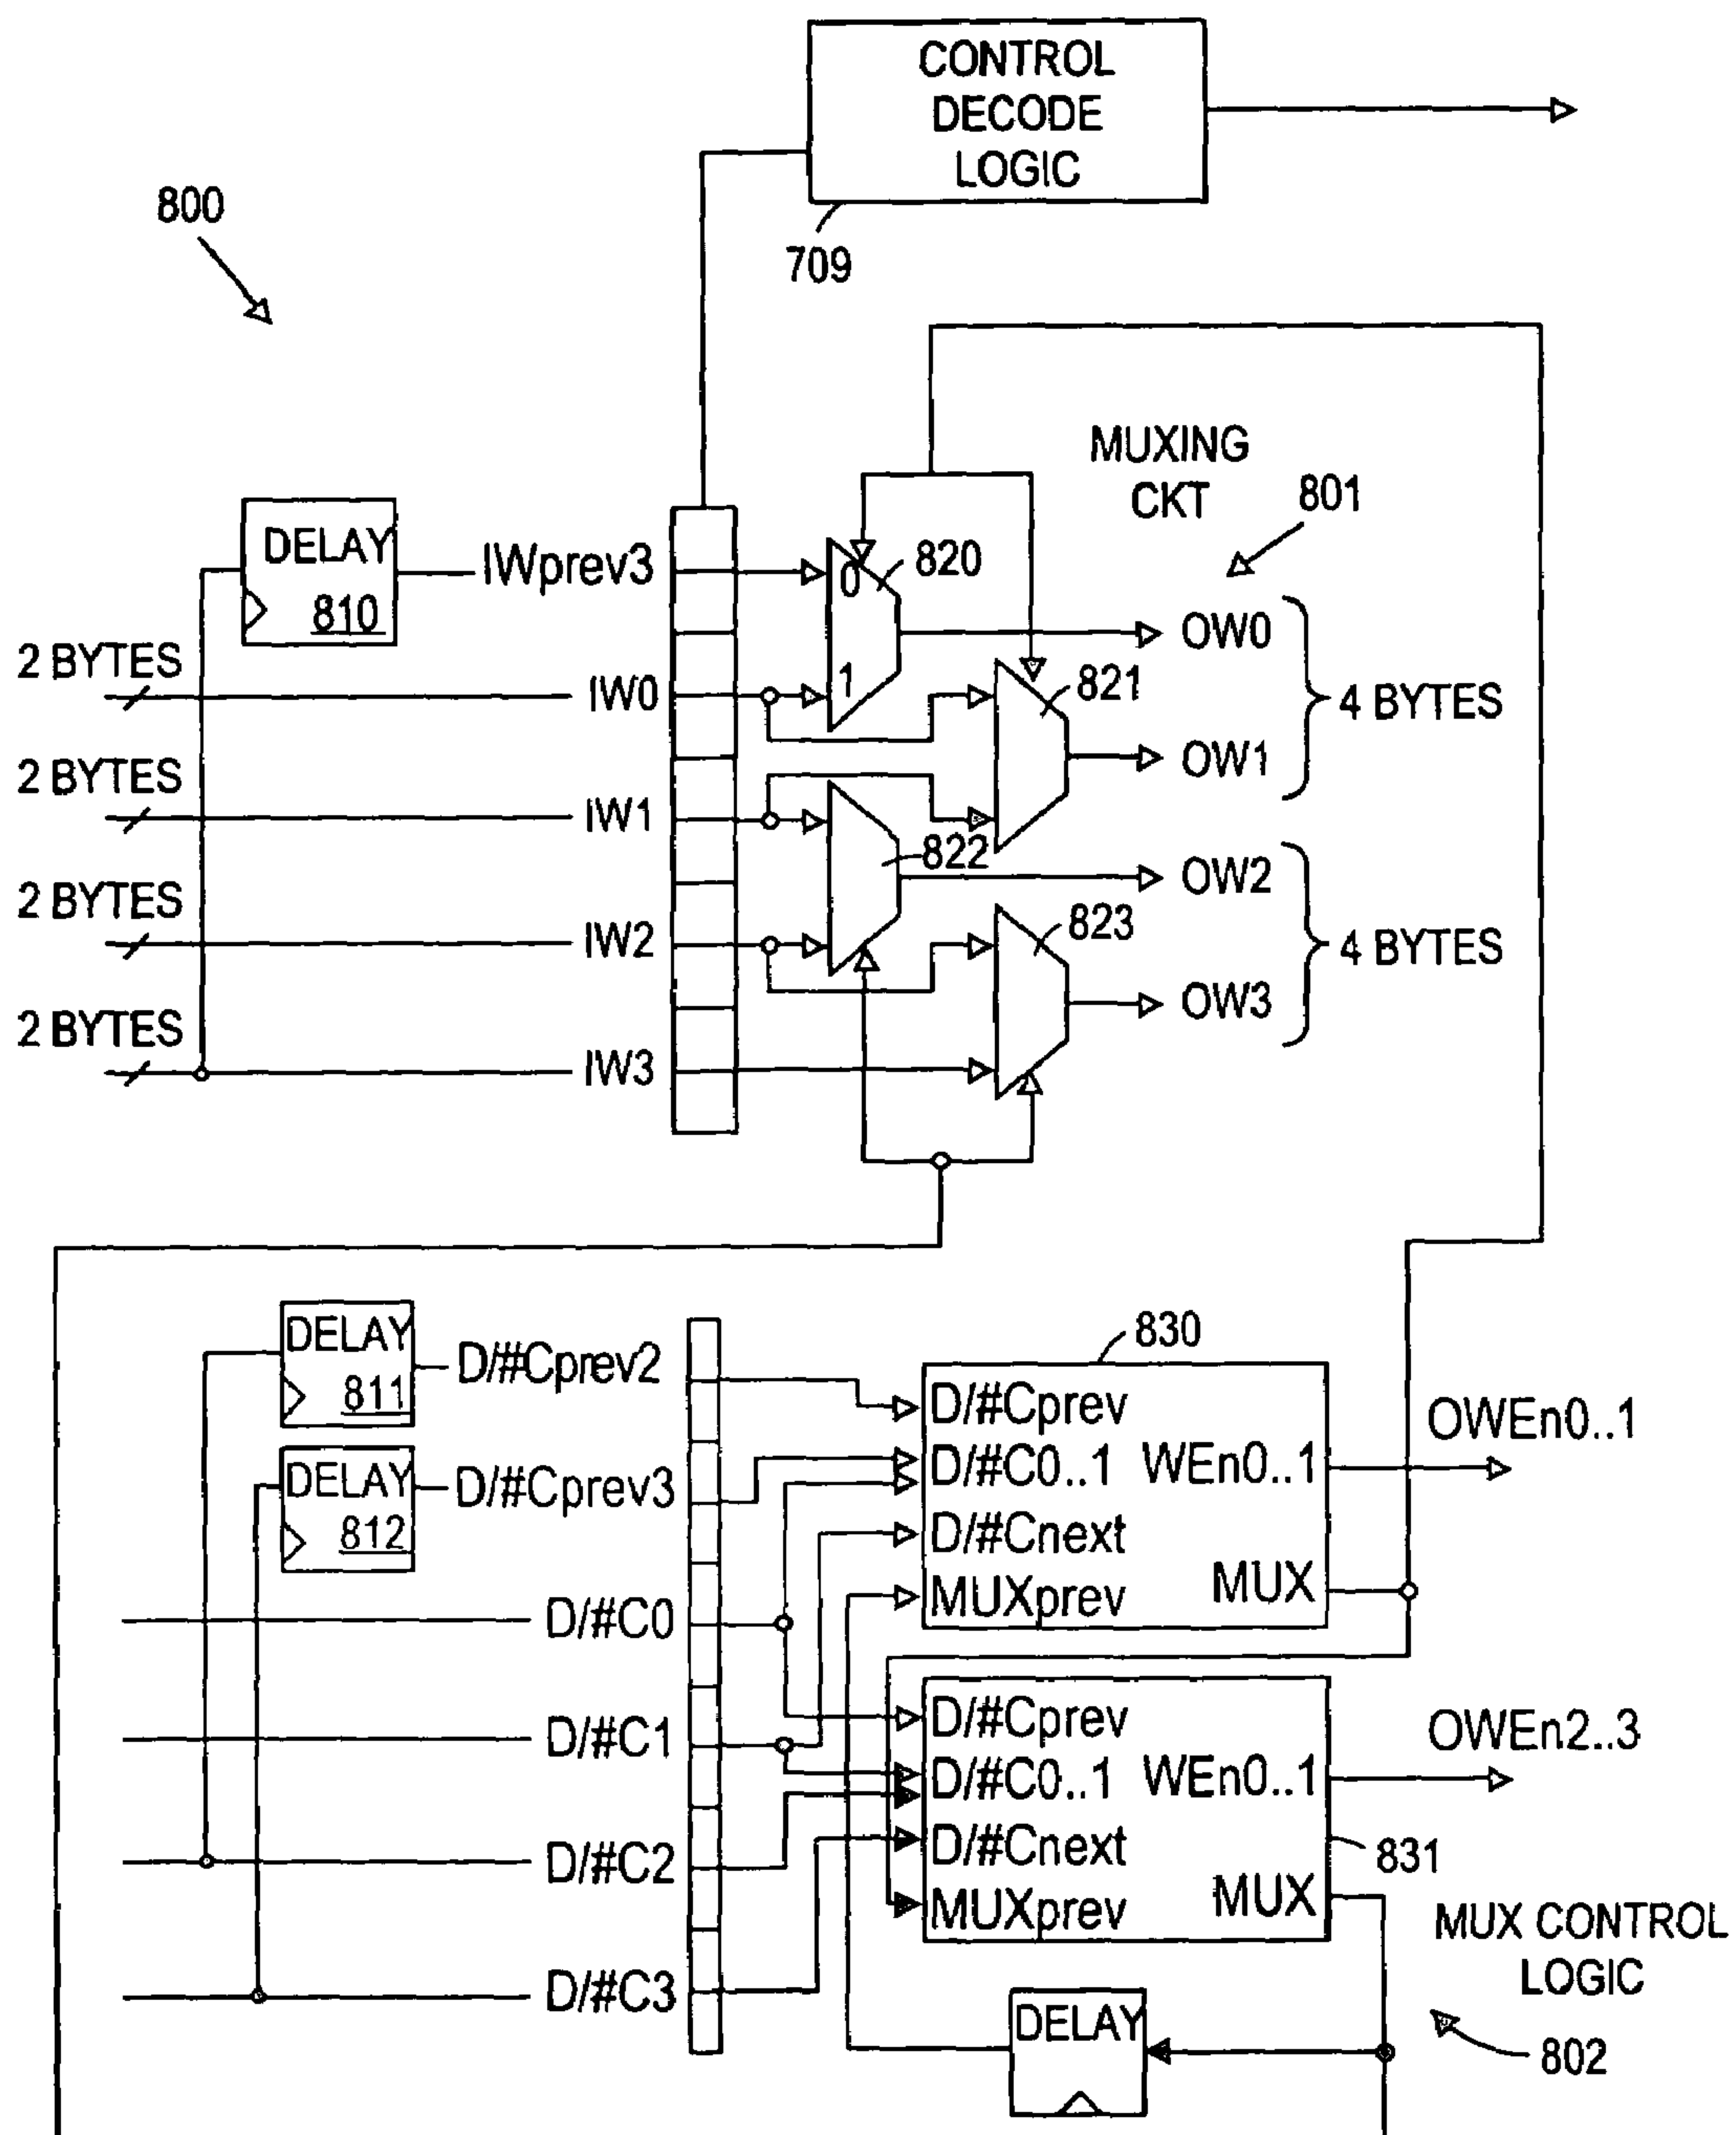 CONTROL
DECODE
LOGIC
800
709
MUXING
CKT
801
DELAY
810
IWprev3
0
820
2 BYTES
IW0
1
821
OW0
4 BYTES
2 BYTES
IW1
OW1
822
2 BYTES
IW2
823
OW2
4 BYTES
2 BYTES
IW3
OW3
DELAY
811
D/#Cprev2
830
D/#Cprev
OWEn0..1
DELAY
812
D/#Cprev3
D/#C0..1
WEn0..1
D/#Cnext
D/#C0
MUXprev
MUX
D/#C1
D/#Cprev
OWEn2..3
D/#C0..1
WEn0..1
D/#C2
D/#Cnext
831
MUXprev
MUX
MUX CONTROL
LOGIC
D/#C3
DELAY
802